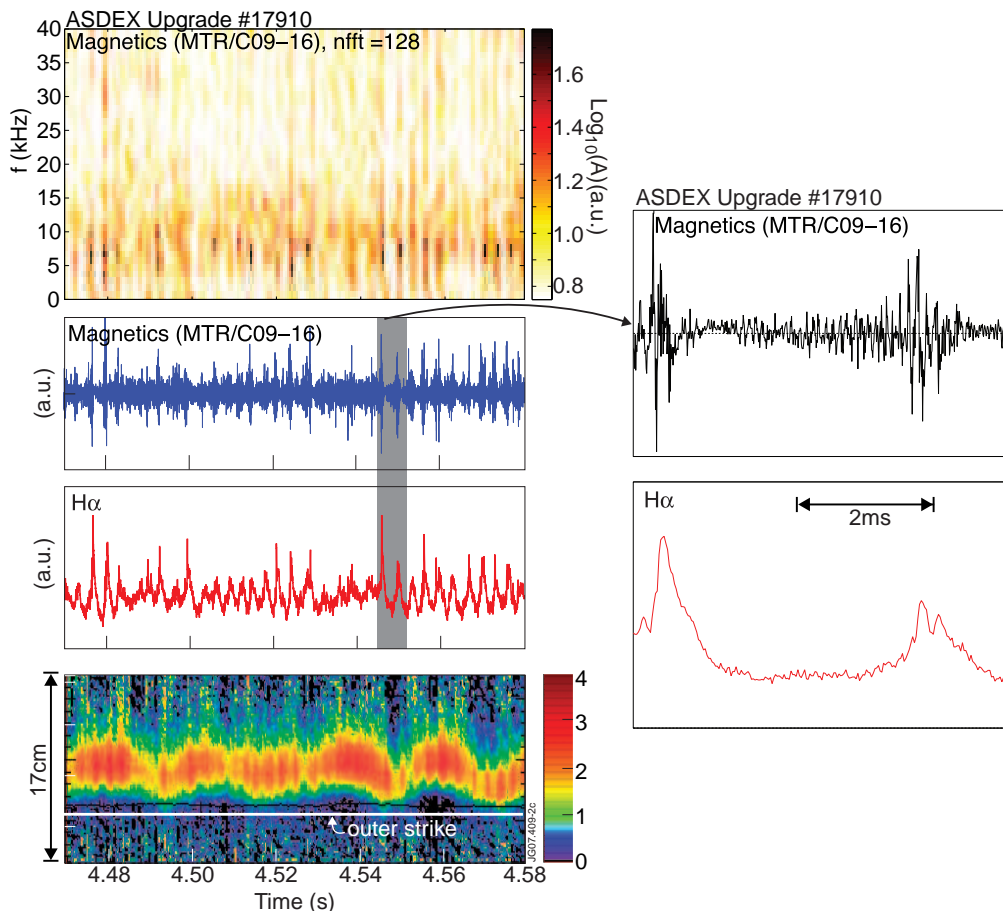 ASDEX Upgrade #17910
Magnetics (MTR/C09−16), nfft =128
40
35
30
25
20
15
10
5
0
f (kHz)
1.6
1.4
1.2
1.0
0.8
Log10(A)(a.u.)
Magnetics (MTR/C09−16)
(a.u.)
Hα
(a.u.)
17cm
outer strike
4
3
2
1
0
JG07.409-2c
4.48
4.50
4.52
4.54
4.56
4.58
Time (s)
ASDEX Upgrade #17910
Magnetics (MTR/C09−16)
Hα
2ms